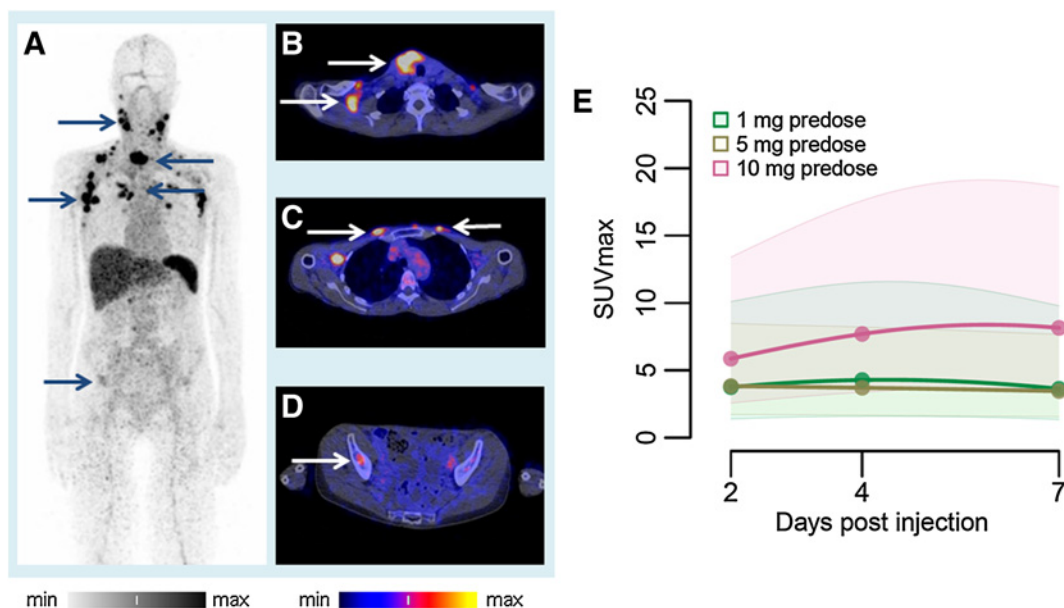 A
B
C
D
min max
min max
E
25
20
15
10
5
0
SUVmax
1 mg predose
5 mg predose
10 mg predose
2 4 7
Days post injection